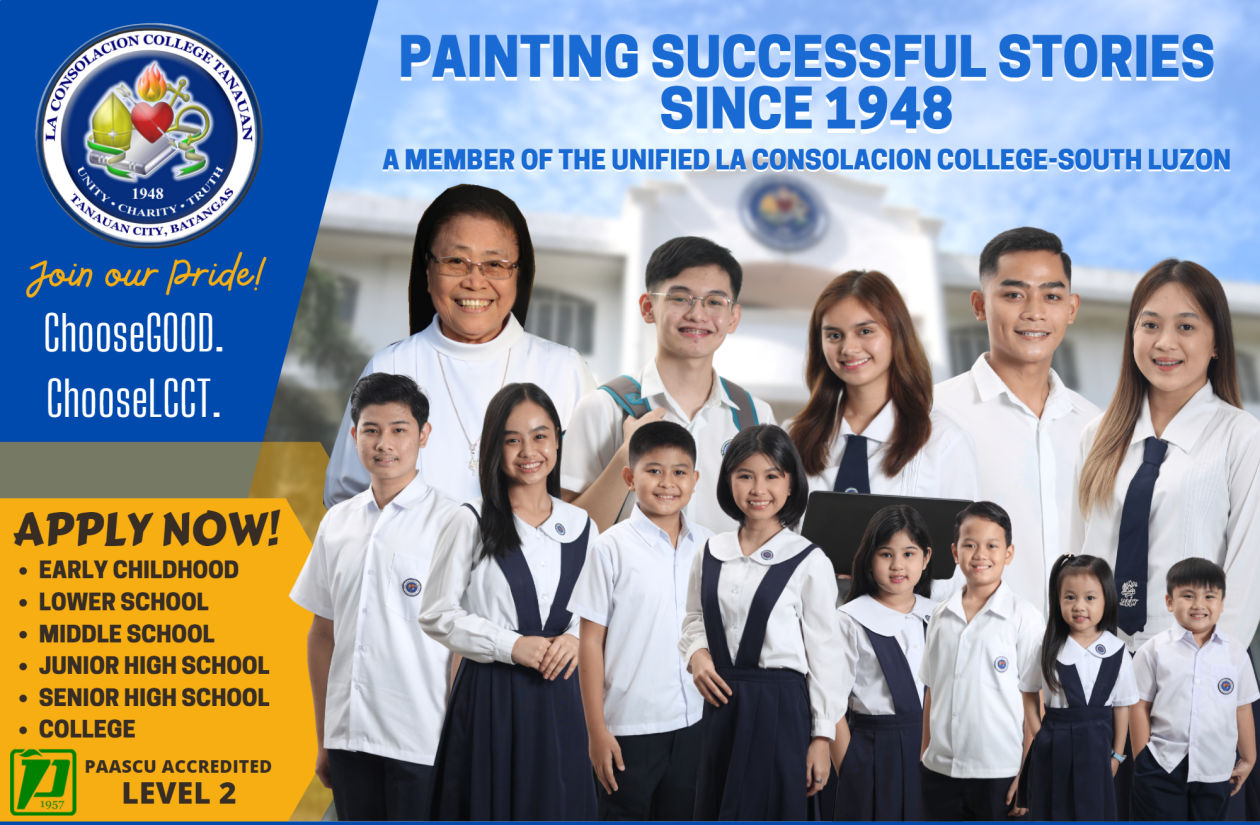 LA CONSOLACION COLLEGE TANAUAN
1948
UNITY • CHARITY • TRUTH
TANAUAN CITY, BATANGAS
Join our Pride!
ChooseGOOD.
ChooseLCCT.
PAINTING SUCCESSFUL STORIES
SINCE 1948
A MEMBER OF THE UNIFIED LA CONSOLACION COLLEGE-SOUTH LUZON
APPLY NOW!
• EARLY CHILDHOOD
• LOWER SCHOOL
• MIDDLE SCHOOL
• JUNIOR HIGH SCHOOL
• SENIOR HIGH SCHOOL
• COLLEGE
1957
PAASCU ACCREDITED
LEVEL 2